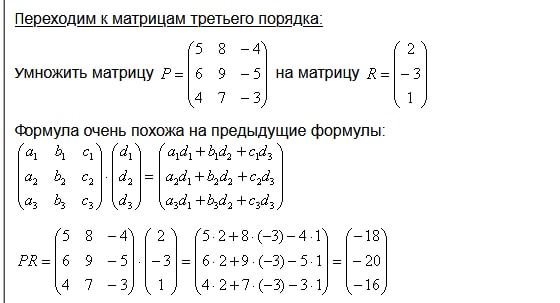 Переходим к матрицам третьего порядка:
Умножить матрицу P = \begin{pmatrix} 5 & 8 & -4 \\ 6 & 9 & -5 \\ 4 & 7 & -3 \end{pmatrix} на матрицу R = \begin{pmatrix} 2 \\ -3 \\ 1 \end{pmatrix}
Формула очень похожа на предыдущие формулы:
\begin{pmatrix} a_1 & b_1 & c_1 \\ a_2 & b_2 & c_2 \\ a_3 & b_3 & c_3 \end{pmatrix} \cdot \begin{pmatrix} d_1 \\ d_2 \\ d_3 \end{pmatrix} = \begin{pmatrix} a_1d_1 + b_1d_2 + c_1d_3 \\ a_2d_1 + b_2d_2 + c_2d_3 \\ a_3d_1 + b_3d_2 + c_3d_3 \end{pmatrix}
PR = \begin{pmatrix} 5 & 8 & -4 \\ 6 & 9 & -5 \\ 4 & 7 & -3 \end{pmatrix} \cdot \begin{pmatrix} 2 \\ -3 \\ 1 \end{pmatrix} = \begin{pmatrix} 5 \cdot 2 + 8 \cdot (-3) - 4 \cdot 1 \\ 6 \cdot 2 + 9 \cdot (-3) - 5 \cdot 1 \\ 4 \cdot 2 + 7 \cdot (-3) - 3 \cdot 1 \end{pmatrix} = \begin{pmatrix} -18 \\ -20 \\ -16 \end{pmatrix}